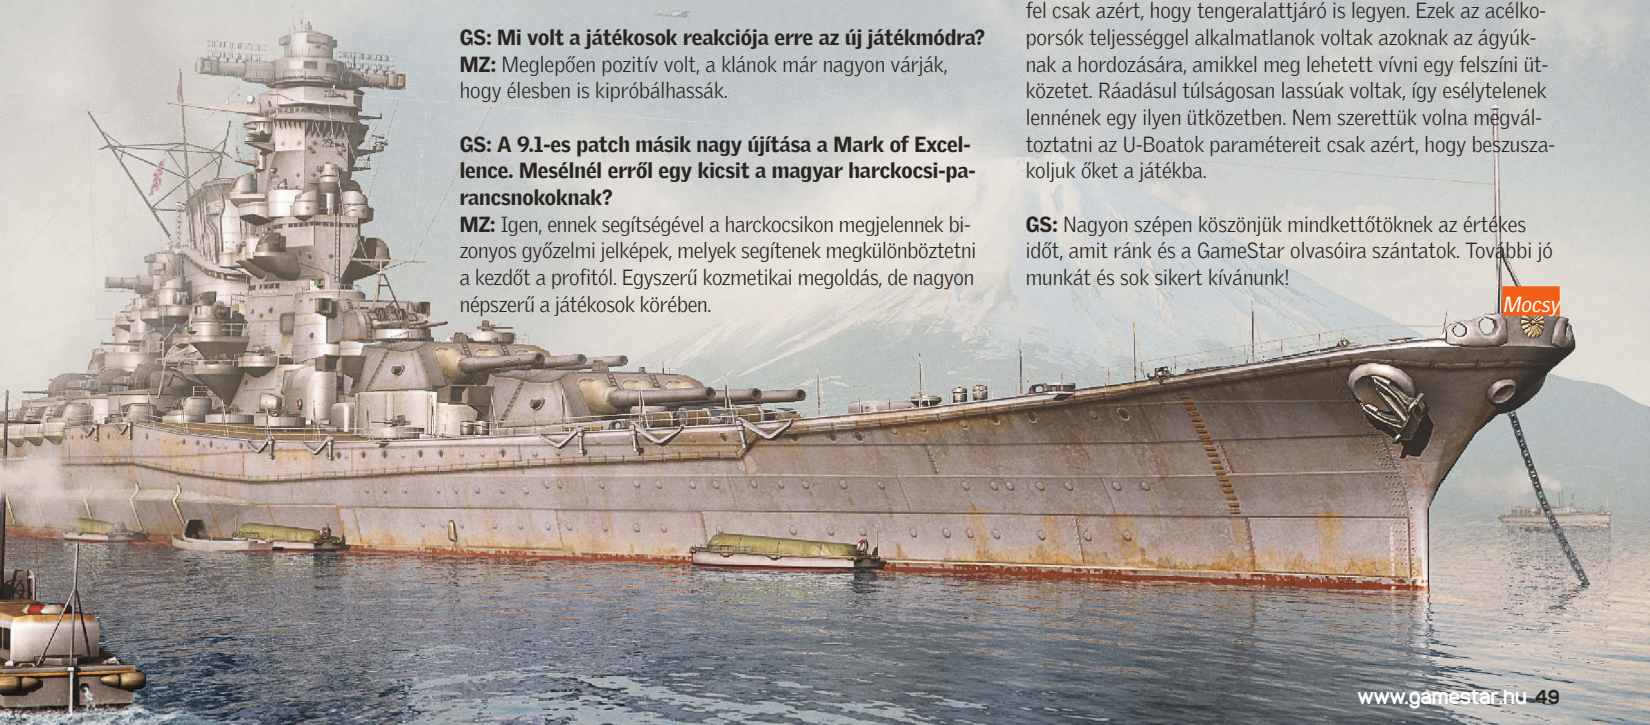 GS: Mi volt a játékosok reakciója erre az új játékmódra?
MZ: Meglepően pozitív volt, a klánok már nagyon várják,
hogy élesben is kipróbálhassák.
GS: A 9.1-es patch másik nagy újítása a Mark of Excel-
lence. Mesélnél erről egy kicsit a magyar harckocsi-pa-
rancsnokoknak?
MZ: Igen, ennek segítségével a harckocsikon megjelennek bi-
zonyos győzelmi jelképek, melyek segítenek megkülönböztetni
a kezdőt a profitól. Egyszerű kozmetikai megoldás, de nagyon
népszerű a játékosok körében.
fel csak azért, hogy tengeralattjáró is legyen. Ezek az acélko-
porsók teljességgel alkalmatlanok voltak azoknak az ágyúk-
nak a hordozására, amikkel meg lehetett vívni egy felszíni üt-
közetet. Ráadásul túlságosan lassúak voltak, így esélytelenek
lennének egy ilyen ütközetben. Nem szerettük volna megvál-
toztatni az U-Boatok paramétereit csak azért, hogy beszusza-
koljuk őket a játékba.
GS: Nagyon szépen köszönjük mindkettőtöknek az értékes
időt, amit ránk és a GameStar olvasóira szántatok. További jó
munkát és sok sikert kívánunk!
Mocsy
www.gamestar.hu 49